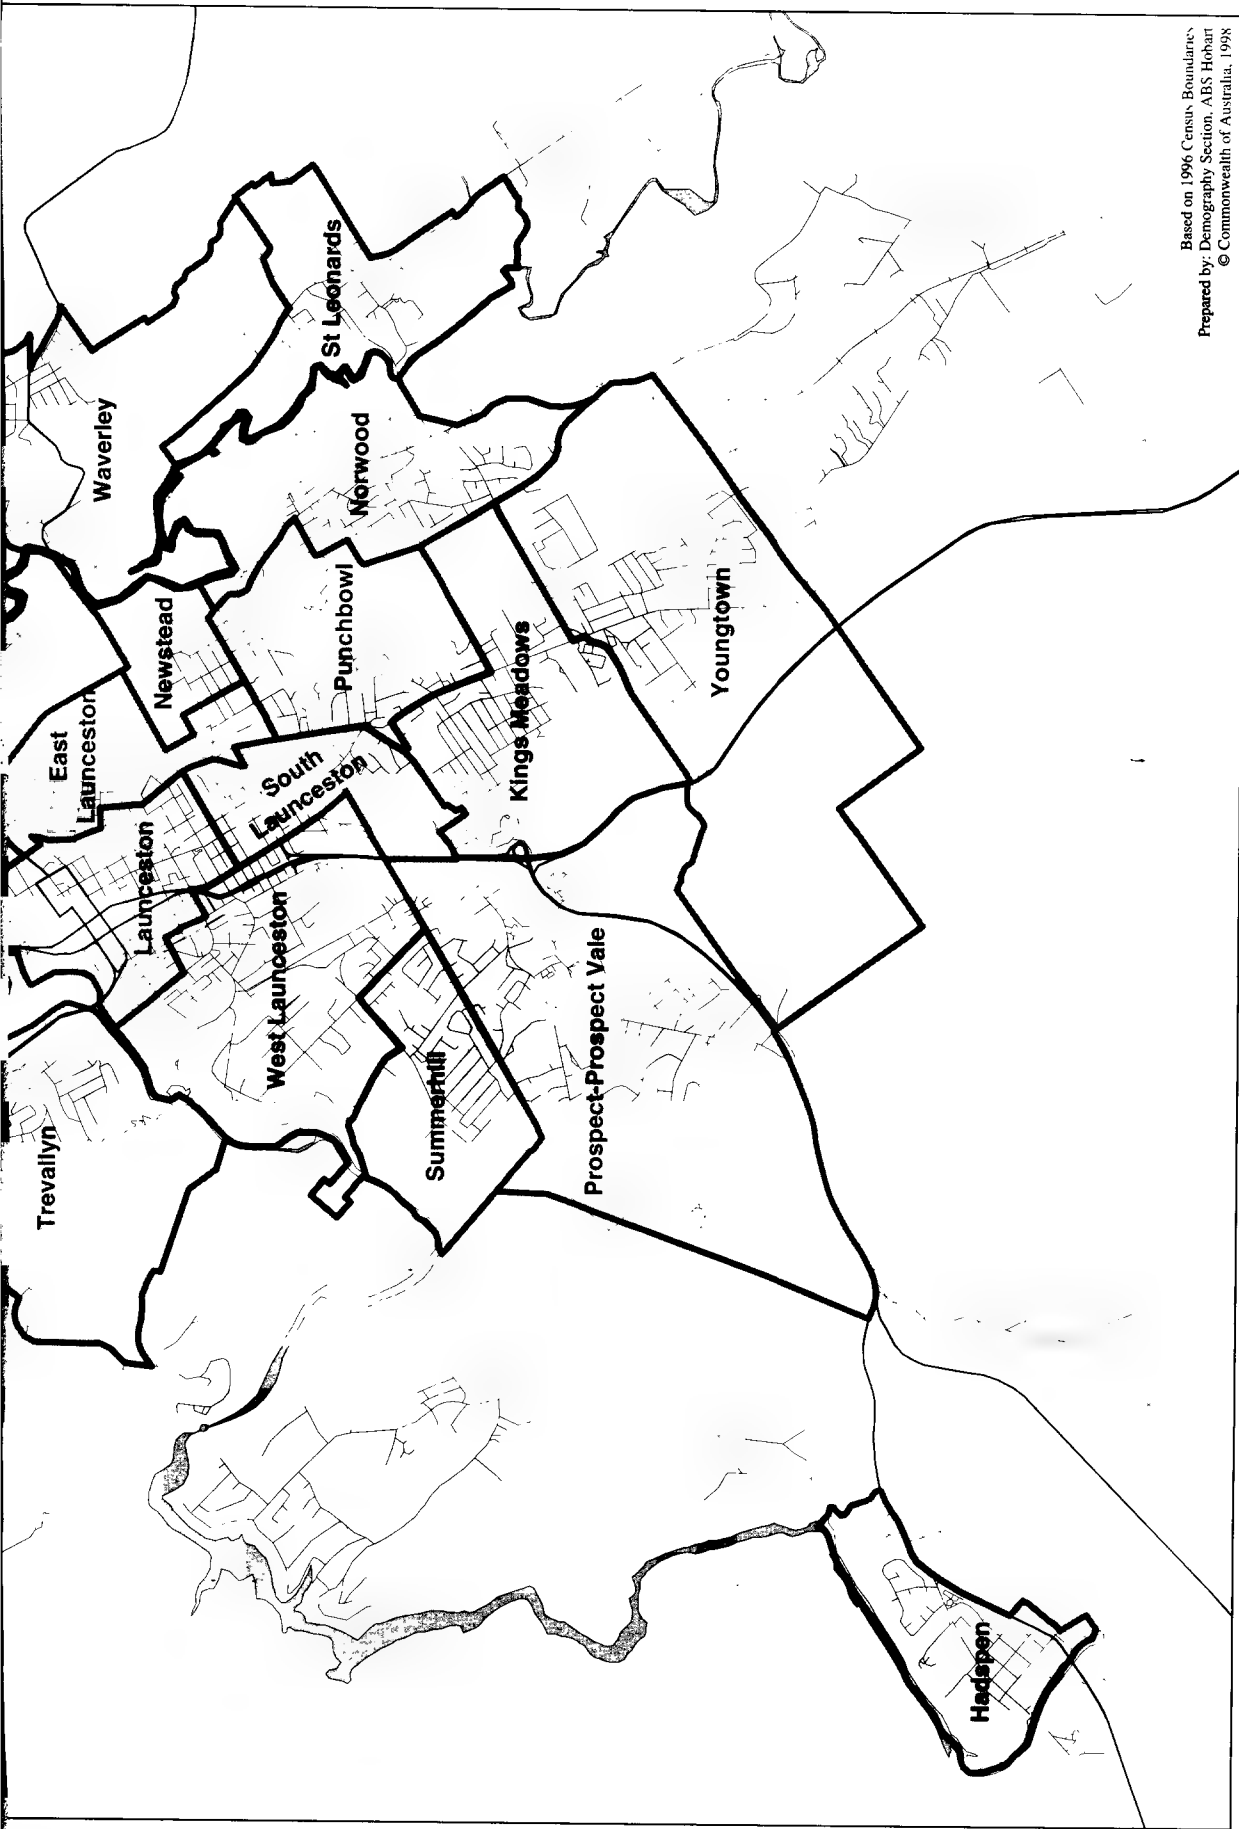 Trevallyn
Launceston
East
Launceston
Newstead
Waverley
West Launceston
South
Launceston
Punchbowl
Norwood
St Leonards
Summerhill
Kings Meadows
Prospect-Prospect Vale
Youngtown
Hadspen
Based on 1996 Census Boundaries
Prepared by: Demography Section, ABS Hobart
© Commonwealth of Australia, 1998